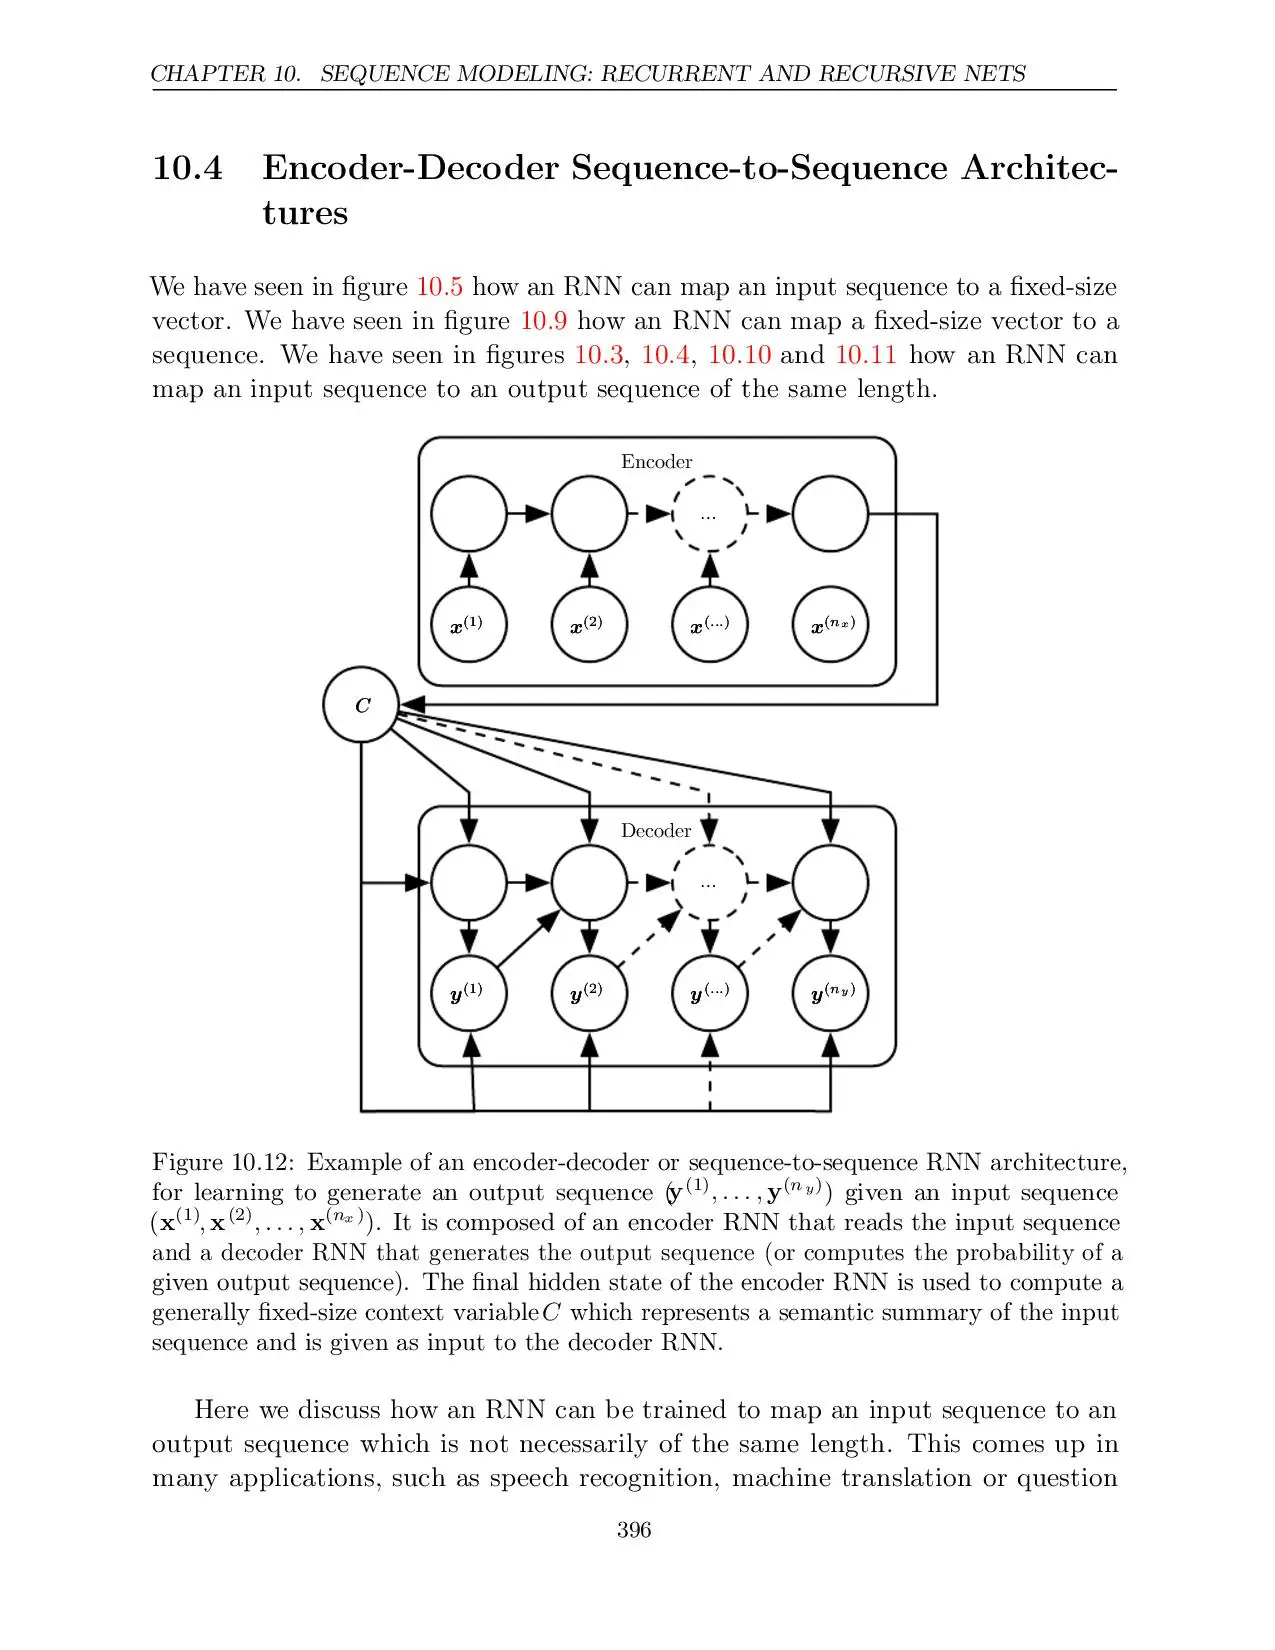 CHAPTER 10. SEQUENCE MODELING: RECURRENT AND RECURSIVE NETS
10.4 Encoder-Decoder Sequence-to-Sequence Architec-
tures
We have seen in figure 10.5 how an RNN can map an input sequence to a fixed-size
vector. We have seen in figure 10.9 how an RNN can map a fixed-size vector to a
sequence. We have seen in figures 10.3, 10.4, 10.10 and 10.11 how an RNN can
map an input sequence to an output sequence of the same length.
Encoder
...
x^(1) x^(2) x^(...) x^(n_x)
C
Decoder
...
y^(1) y^(2) y^(...) y^(n_y)
Figure 10.12: Example of an encoder-decoder or sequence-to-sequence RNN architecture,
for learning to generate an output sequence (y^(1), . . . , y^(n_y)) given an input sequence
(x^(1), x^(2), . . . , x^(n_x)). It is composed of an encoder RNN that reads the input sequence
and a decoder RNN that generates the output sequence (or computes the probability of a
given output sequence). The final hidden state of the encoder RNN is used to compute a
generally fixed-size context variable C which represents a semantic summary of the input
sequence and is given as input to the decoder RNN.
Here we discuss how an RNN can be trained to map an input sequence to an
output sequence which is not necessarily of the same length. This comes up in
many applications, such as speech recognition, machine translation or question
396